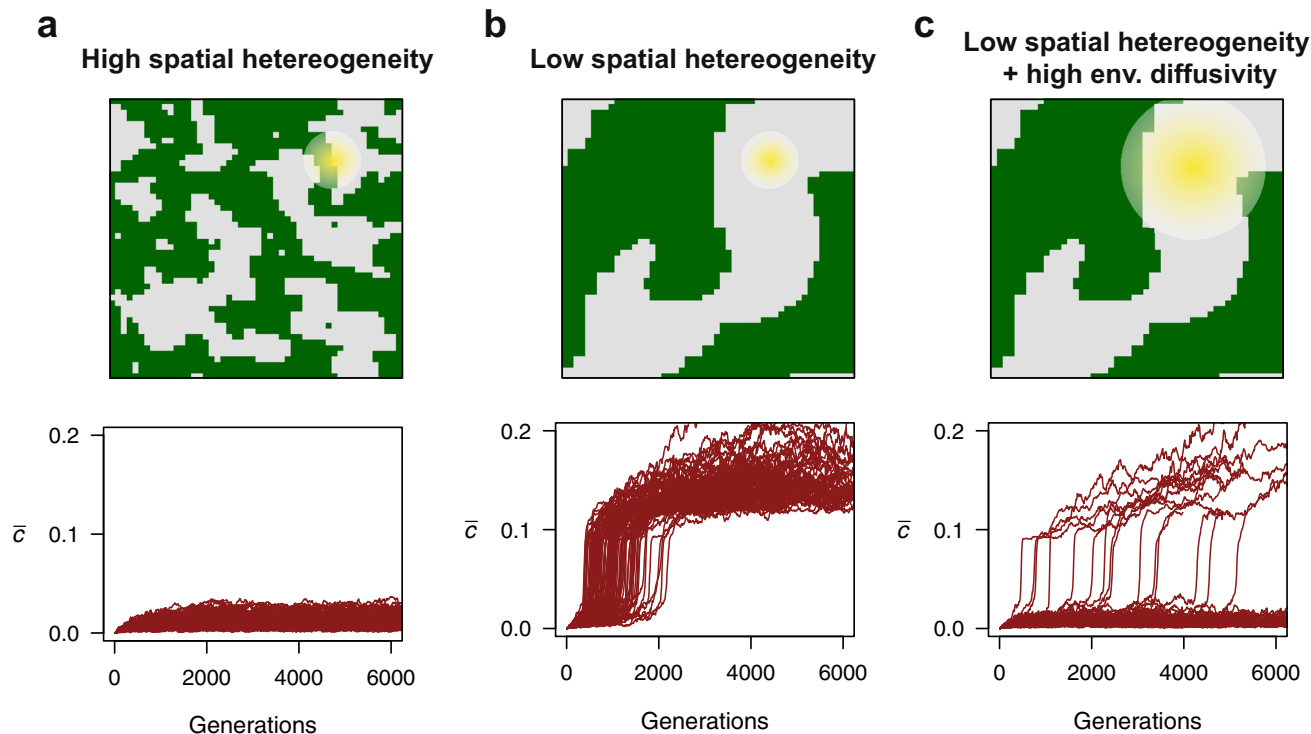 a
High spatial hetereogeneity
b
Low spatial hetereogeneity
c
Low spatial hetereogeneity
+ high env. diffusivity
0.2
0.1
0.0
c̅
0 2000 4000 6000
Generations
0.2
0.1
0.0
c̅
0 2000 4000 6000
Generations
0.2
0.1
0.0
c̅
0 2000 4000 6000
Generations